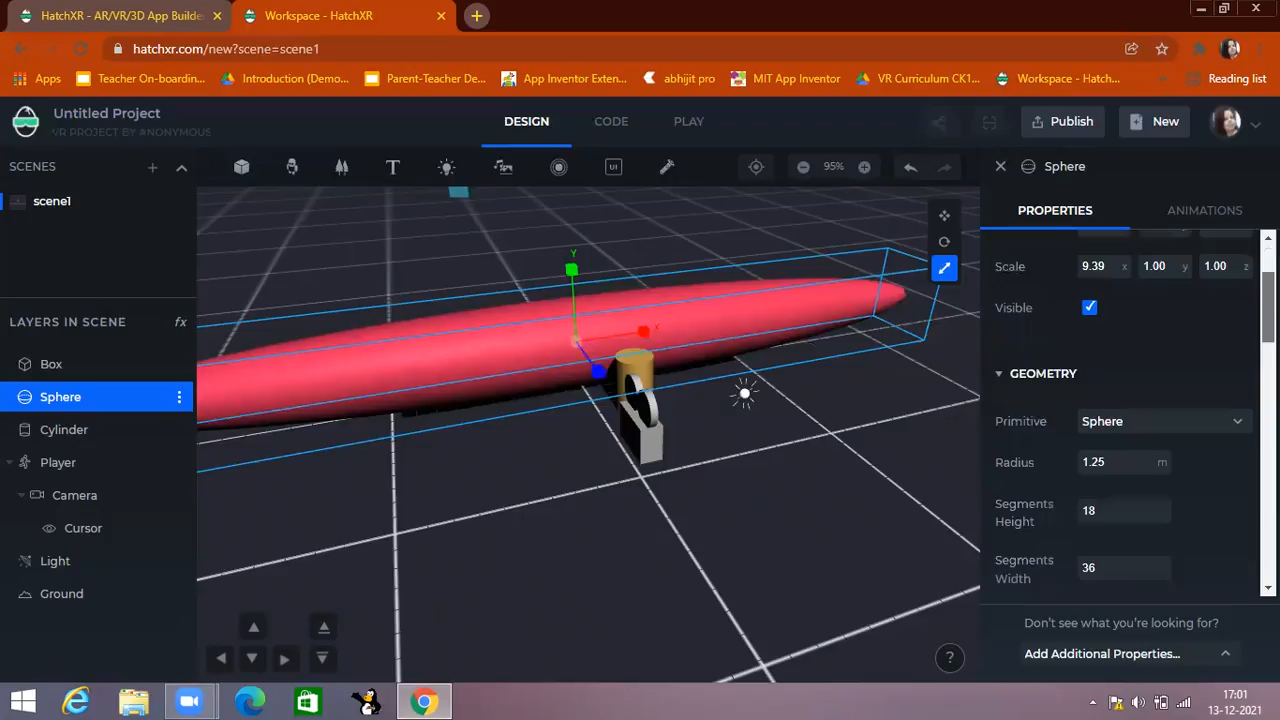 HatchXR - AR/VR/3D App Builde
Workspace - HatchXR
hatchxr.com/new?scene=scene1
Apps
Teacher On-boardin...
Introduction (Demo...
Parent-Teacher De...
App Inventor Exten...
abhijit pro
MIT App Inventor
VR Curriculum CK1...
Workspace - Hatch...
Reading list
Untitled Project
VR PROJECT BY #NONYMOUS
DESIGN
CODE
PLAY
Publish
New
SCENES
T
UI
95%
Sphere
scene1
PROPERTIES
ANIMATIONS
Y
X
Scale
9.39 x
1.00 y
1.00 z
Visible
LAYERS IN SCENE
fx
Box
Sphere
Cylinder
Player
Camera
Cursor
Light
Ground
GEOMETRY
Primitive
Sphere
Radius
1.25 m
Segments
Height
18
Segments
Width
36
Don't see what you're looking for?
Add Additional Properties...
?
17:01
13-12-2021